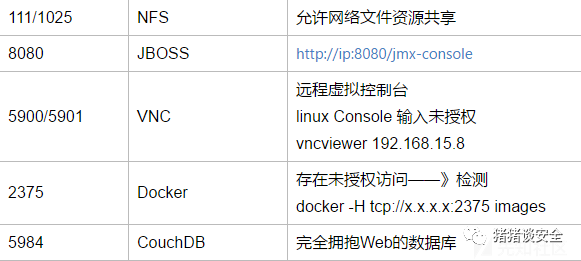 111/1025 NFS 允许网络文件资源共享
8080 JBOSS http://ip:8080/jmx-console
远程虚拟控制台
5900/5901 VNC linux Console 输入未授权
vncviewer 192.168.15.8
2375 Docker 存在未授权访问——》检测
docker -H tcp://x.x.x.x:2375 images
5984 CouchDB 完全拥抱Web的数据库
猪猪谈安全